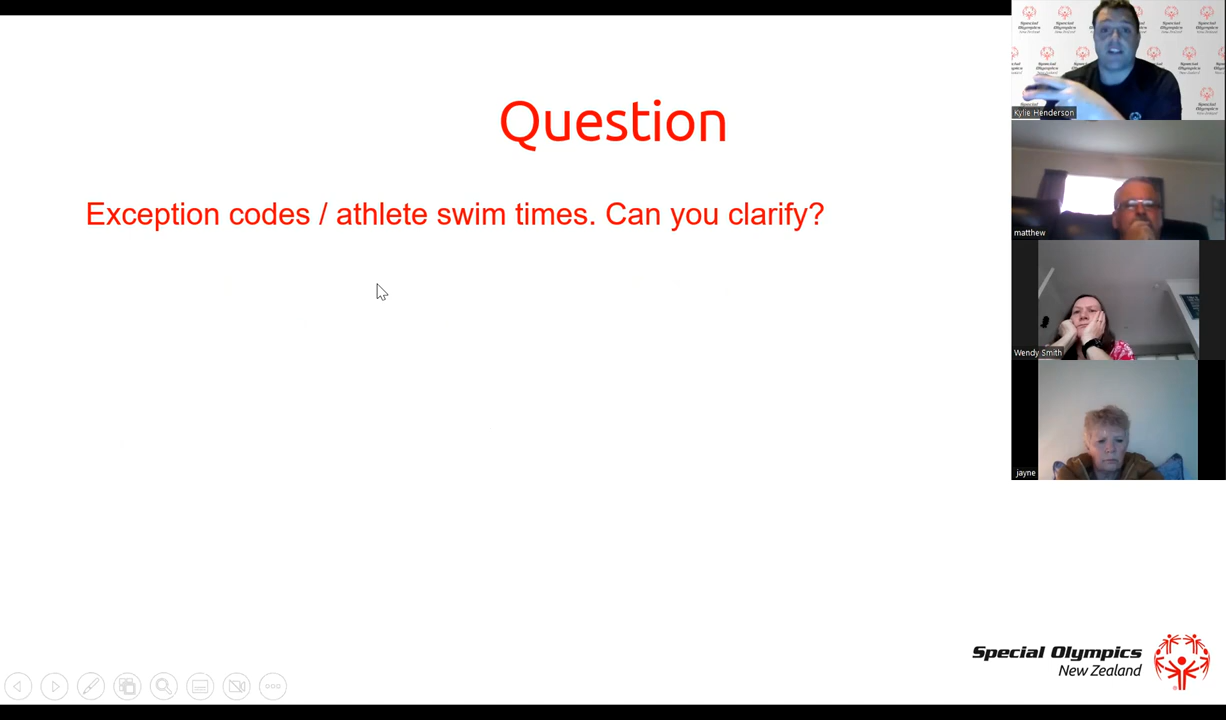 Question
Exception codes / athlete swim times. Can you clarify?
Kylie Henderson
matthew
Wendy Smith
jayne
Special Olympics
New Zealand